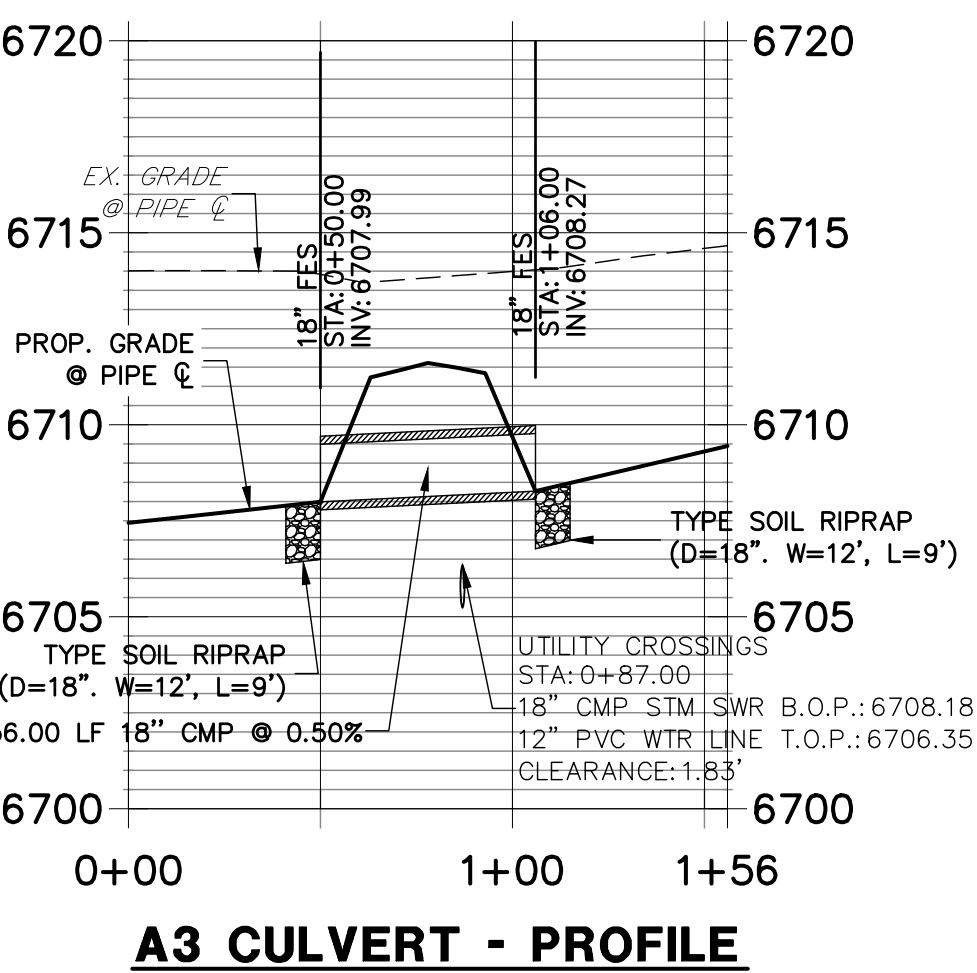 6720
6720
EX. GRADE
@ PIPE ℄
6715
6715
18" FES
STA: 0+50.00
INV: 6707.99
18" FES
STA: 1+06.00
INV: 6708.27
PROP. GRADE
@ PIPE ℄
6710
6710
TYPE SOIL RIPRAP
(D=18". W=12', L=9')
6705
6705
TYPE SOIL RIPRAP
(D=18". W=12', L=9')
6.00 LF 18'' CMP @ 0.50%
UTILITY CROSSINGS
STA: 0+87.00
18" CMP STM SWR B.O.P.: 6708.18
12" PVC WTR LINE T.O.P.: 6706.35
CLEARANCE: 1.83'
6700
6700
0+00
1+00
1+56
A3 CULVERT - PROFILE